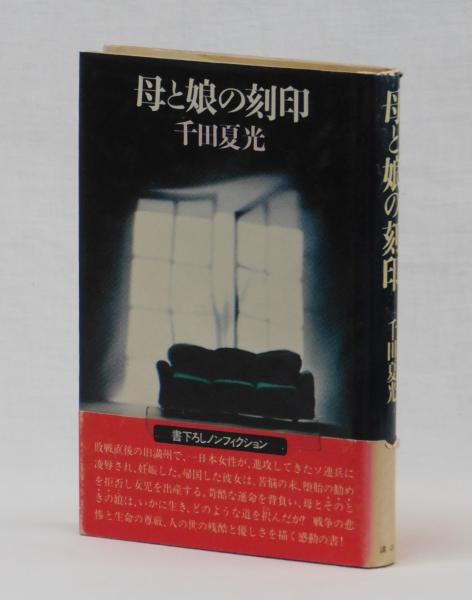 母と娘の刻印
千田夏光
書下ろしノンフィクション
敗戦直後の旧満州で、一日本女性が、進攻してきたソ連兵に
凌辱され、妊娠した。帰国した彼女は、苦悩の末、堕胎の勧め
を拒否し女児を出産する。苛酷な運命を背負い、母とそのと
きの娘は、いかに生き、どのような道を択んだか? 戦争の悲
惨と生命の尊厳、人の世の残酷と優しさを描く感動の書!
母と娘の刻印
千田夏光